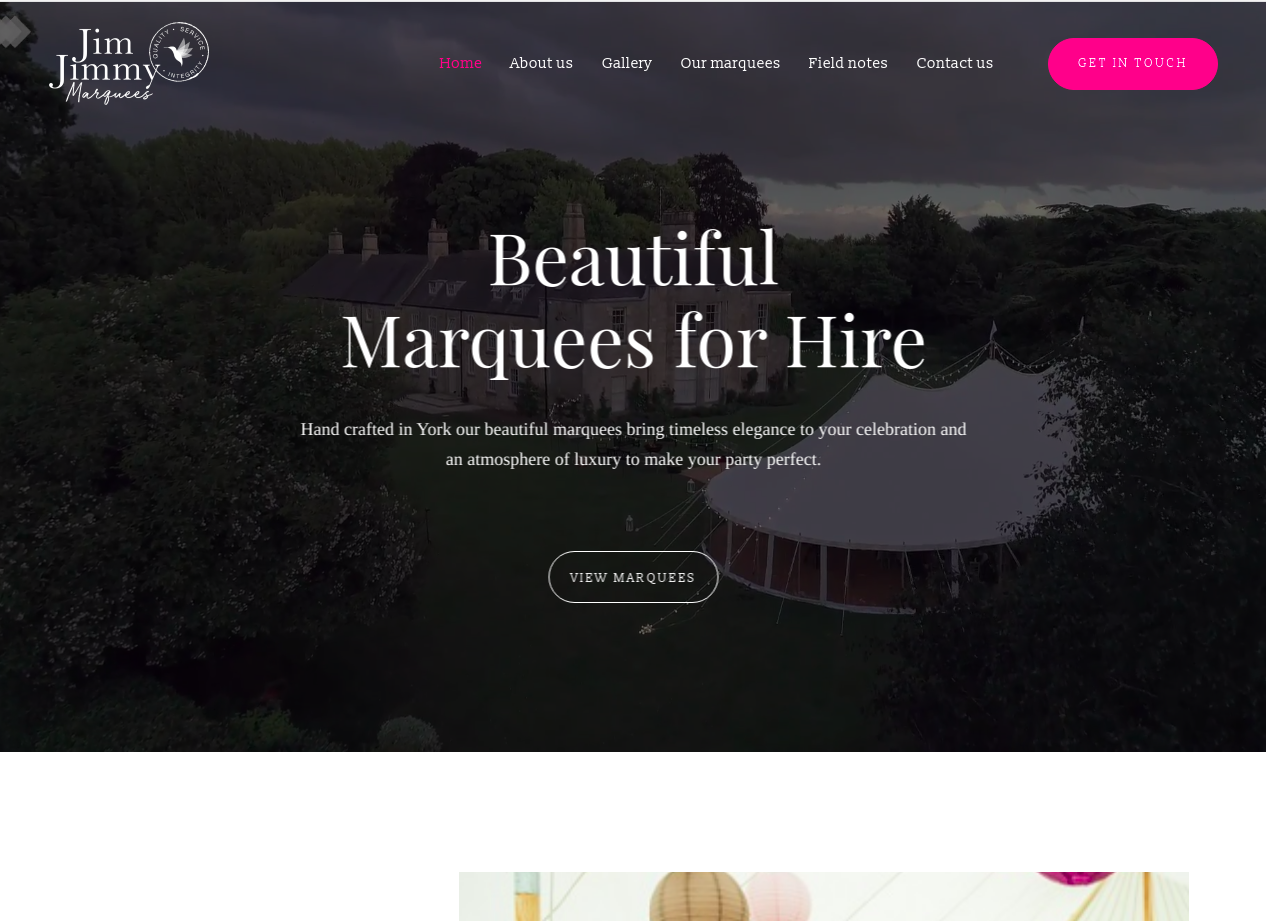 Jim
Jimmy
Marquees
QUALITY • SERVICE • INTEGRITY •
Home
About us
Gallery
Our marquees
Field notes
Contact us
GET IN TOUCH
Beautiful
Marquees for Hire
Hand crafted in York our beautiful marquees bring timeless elegance to your celebration and
an atmosphere of luxury to make your party perfect.
VIEW MARQUEES